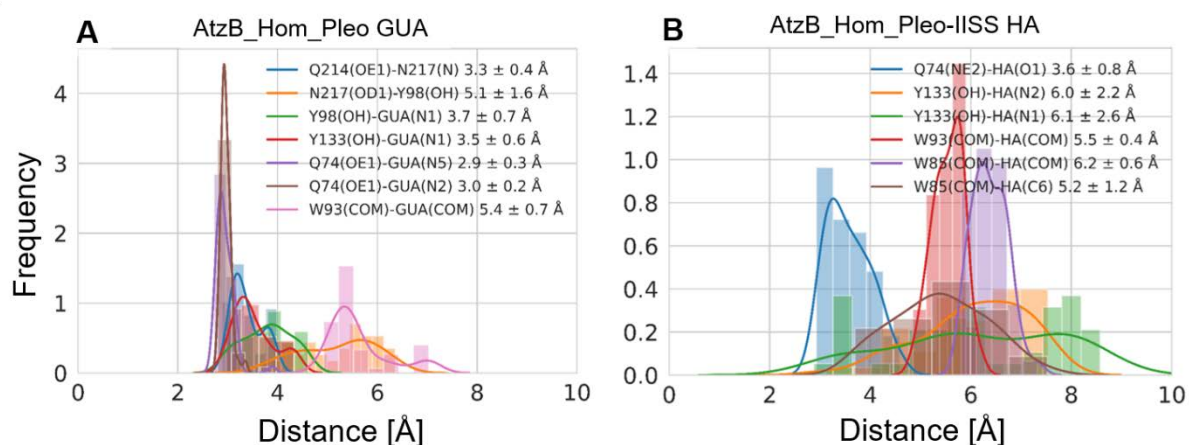 A
AtzB_Hom_Pleo GUA
Q214(OE1)-N217(N) 3.3 ± 0.4 Å
N217(OD1)-Y98(OH) 5.1 ± 1.6 Å
Y98(OH)-GUA(N1) 3.7 ± 0.7 Å
Y133(OH)-GUA(N1) 3.5 ± 0.6 Å
Q74(OE1)-GUA(N5) 2.9 ± 0.3 Å
Q74(OE1)-GUA(N2) 3.0 ± 0.2 Å
W93(COM)-GUA(COM) 5.4 ± 0.7 Å
Frequency
4
3
2
1
0
0 2 4 6 8 10
Distance [Å]
B
AtzB_Hom_Pleo-IISS HA
Q74(NE2)-HA(O1) 3.6 ± 0.8 Å
Y133(OH)-HA(N2) 6.0 ± 2.2 Å
Y133(OH)-HA(N1) 6.1 ± 2.6 Å
W93(COM)-HA(COM) 5.5 ± 0.4 Å
W85(COM)-HA(COM) 6.2 ± 0.6 Å
W85(COM)-HA(C6) 5.2 ± 1.2 Å
1.4
1.2
1.0
0.8
0.6
0.4
0.2
0.0
0 2 4 6 8 10
Distance [Å]